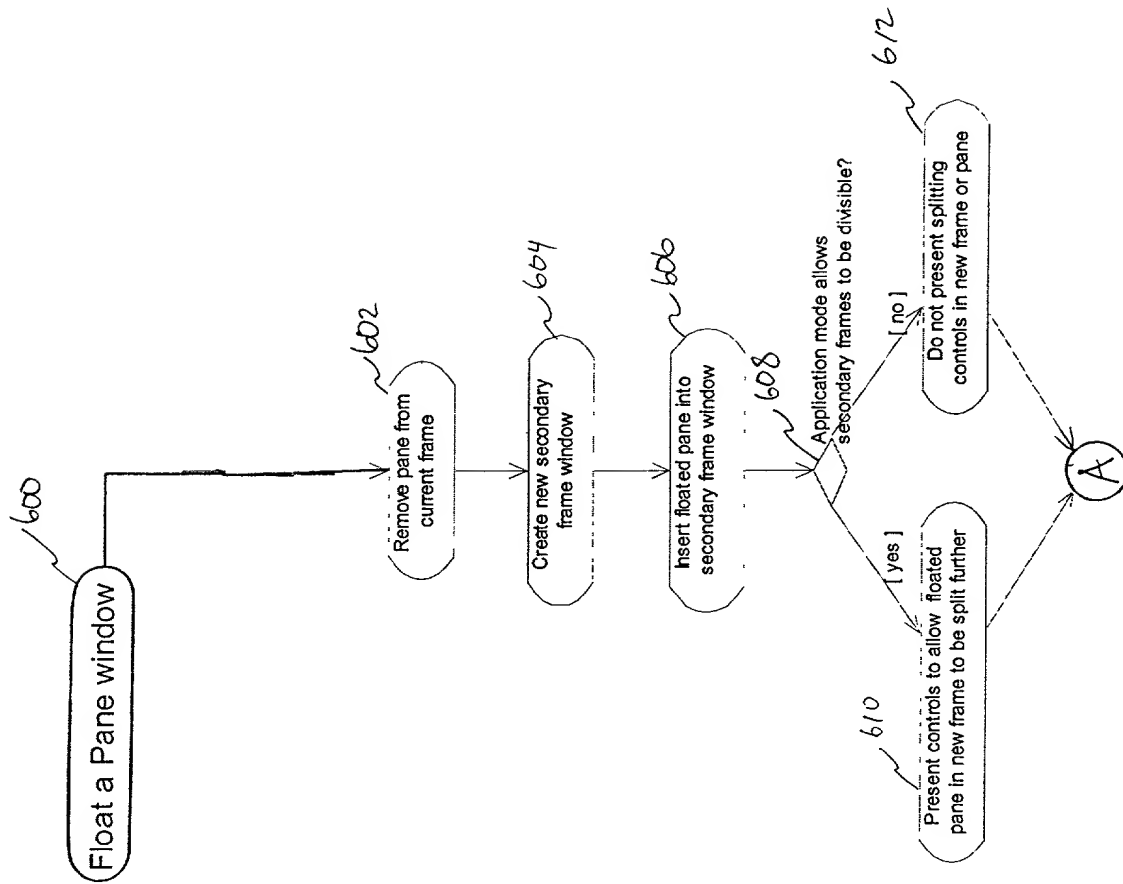 600
Float a Pane window
602
Remove pane from
current frame
604
Create new secondary
frame window
606
Insert floated pane into
secondary frame window
608
Application mode allows
secondary frames to be divisible?
[ yes ]
[ no ]
610
Present controls to allow floated
pane in new frame to be split further
612
Do not present splitting
controls in new frame or pane
A